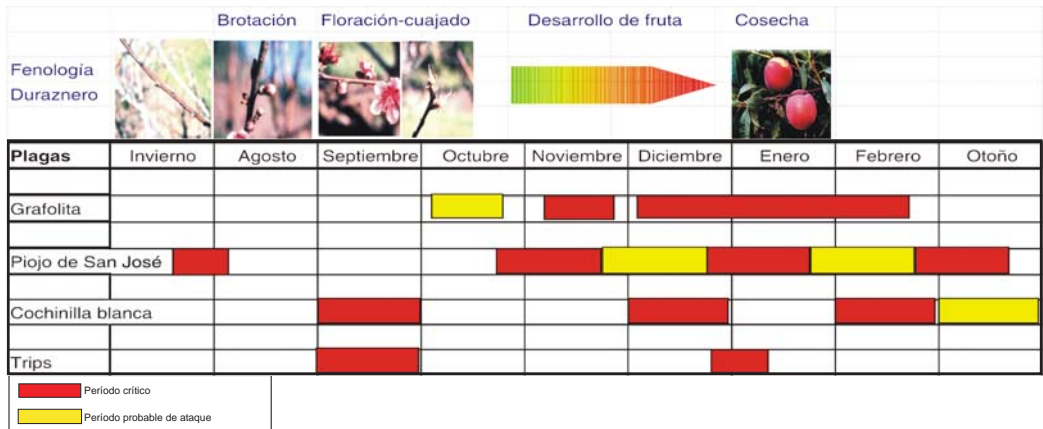 Brotación Floración-cuajado Desarrollo de fruta Cosecha
Fenología
Duraznero
Plagas Invierno Agosto Septiembre Octubre Noviembre Diciembre Enero Febrero Otoño
Grafolita
Piojo de San José
Cochinilla blanca
Trips
Período crítico
Período probable de ataque